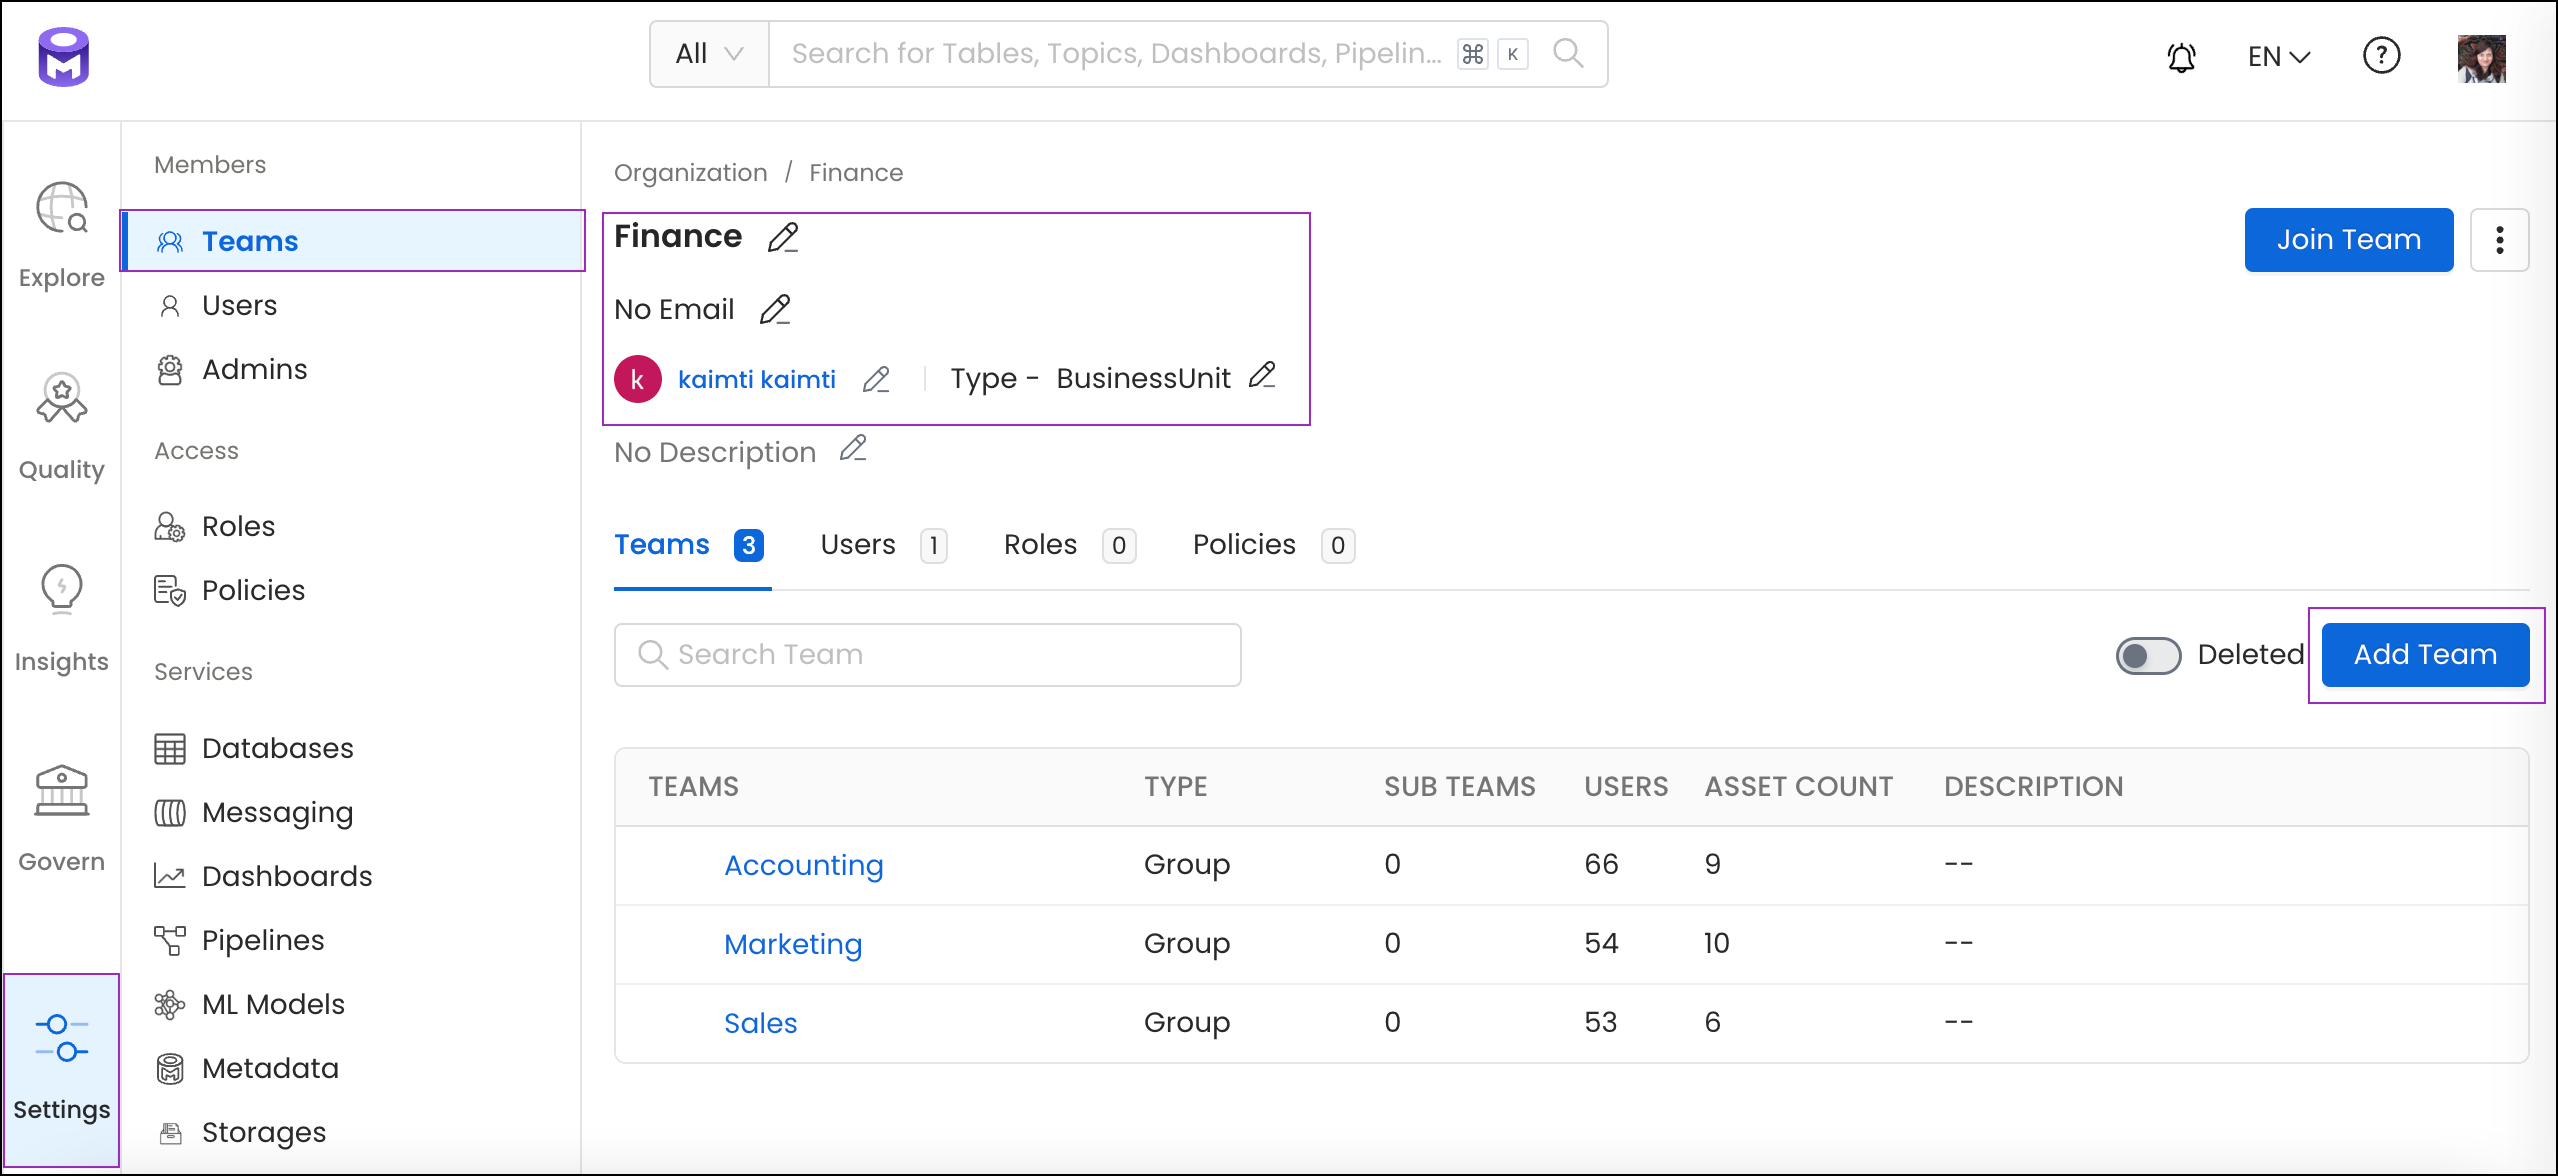 All
Search for Tables, Topics, Dashboards, Pipelin... ⌘ K
EN
?
Explore
Quality
Insights
Govern
Settings
Members
Teams
Users
Admins
Access
Roles
Policies
Services
Databases
Messaging
Dashboards
Pipelines
ML Models
Metadata
Storages
Organization / Finance
Finance
Join Team
No Email
k kaimti kaimti Type - BusinessUnit
No Description
Teams 3 Users 1 Roles 0 Policies 0
Search Team
Deleted
Add Team
TEAMS TYPE SUB TEAMS USERS ASSET COUNT DESCRIPTION
Accounting Group 0 66 9 --
Marketing Group 0 54 10 --
Sales Group 0 53 6 --